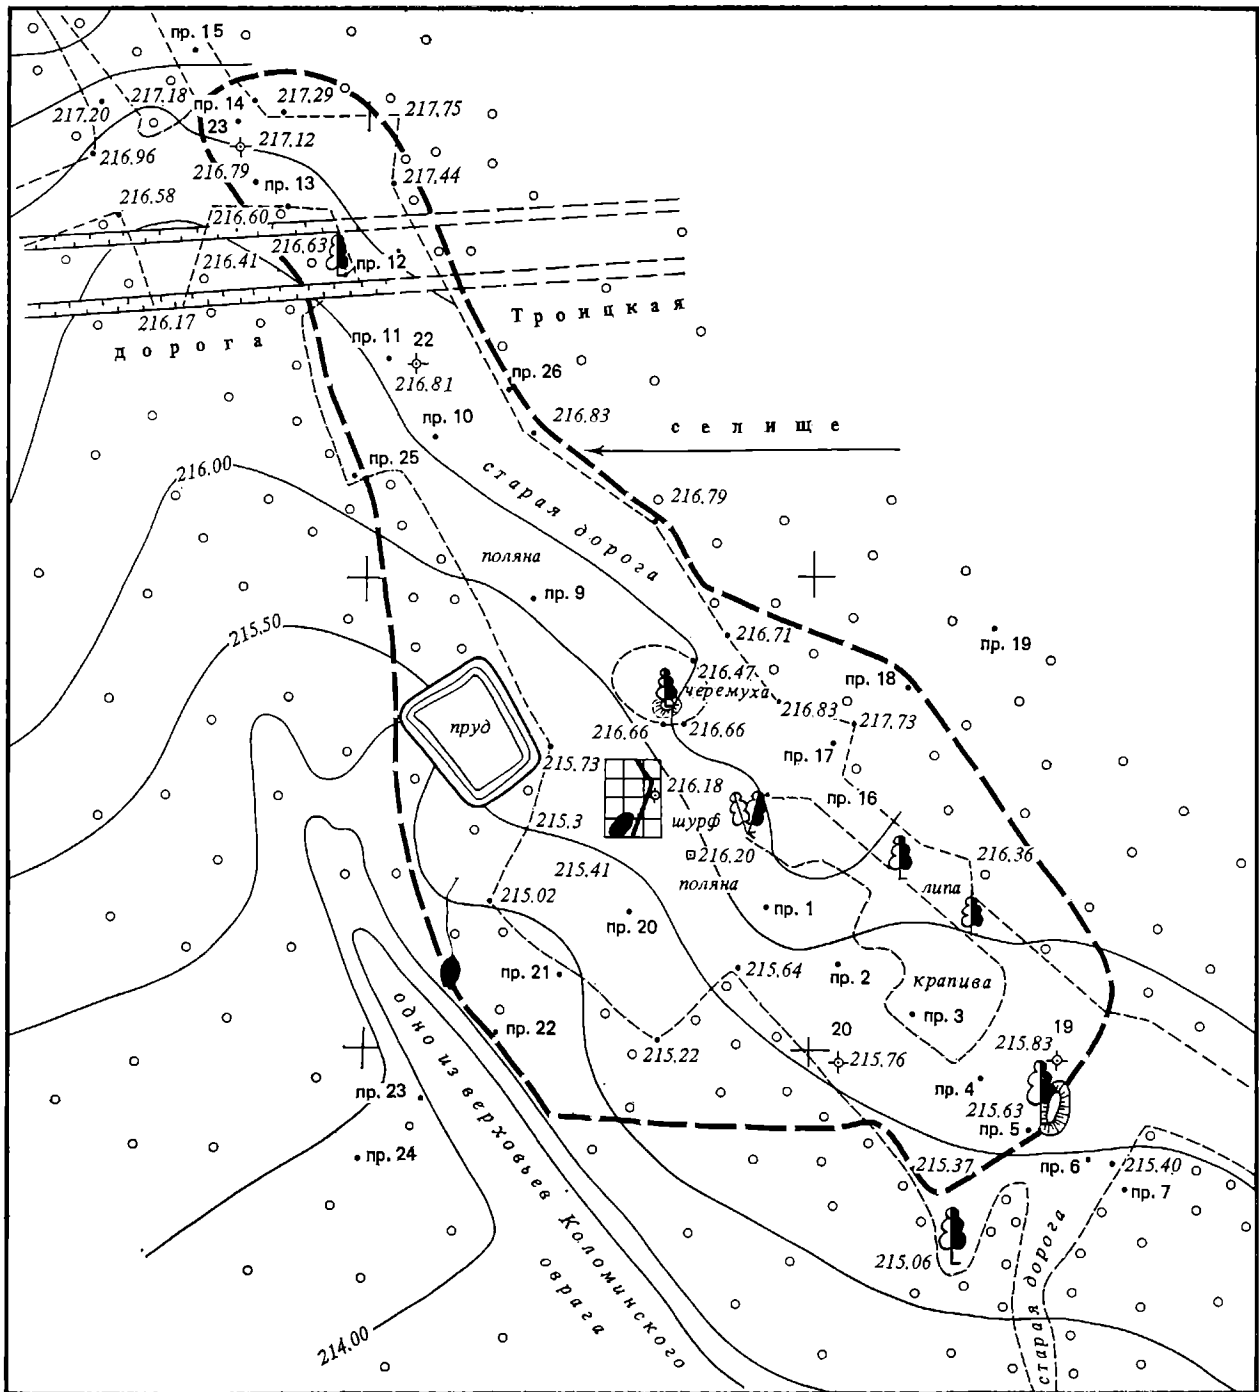 пр. 15
217.20
217.18
пр. 14
217.29
217.75
23
217.12
216.96
216.79
пр. 13
217.44
216.58
216.60
216.63
216.41
пр. 12
216.17
дорога
Троицкая
пр. 11
22
216.81
пр. 26
пр. 10
216.83
селище
216.00
пр. 25
старая дорога
216.79
поляна
пр. 9
215.50
216.71
пр. 19
216.47
черемуха
пр. 18
216.83
217.73
216.66
216.66
пруд
пр. 17
215.73
216.18
пр. 16
215.3
шурф
216.20
216.36
215.41
поляна
липа
215.02
пр. 20
пр. 1
пр. 21
215.64
пр. 2
крапива
пр. 3
пр. 22
215.22
20
215.76
19
215.83
одно из верховьев Коломинского
оврага
пр. 23
пр. 4
215.63
пр. 5
пр. 24
215.37
пр. 6
215.40
пр. 7
215.06
старая дорога
214.00